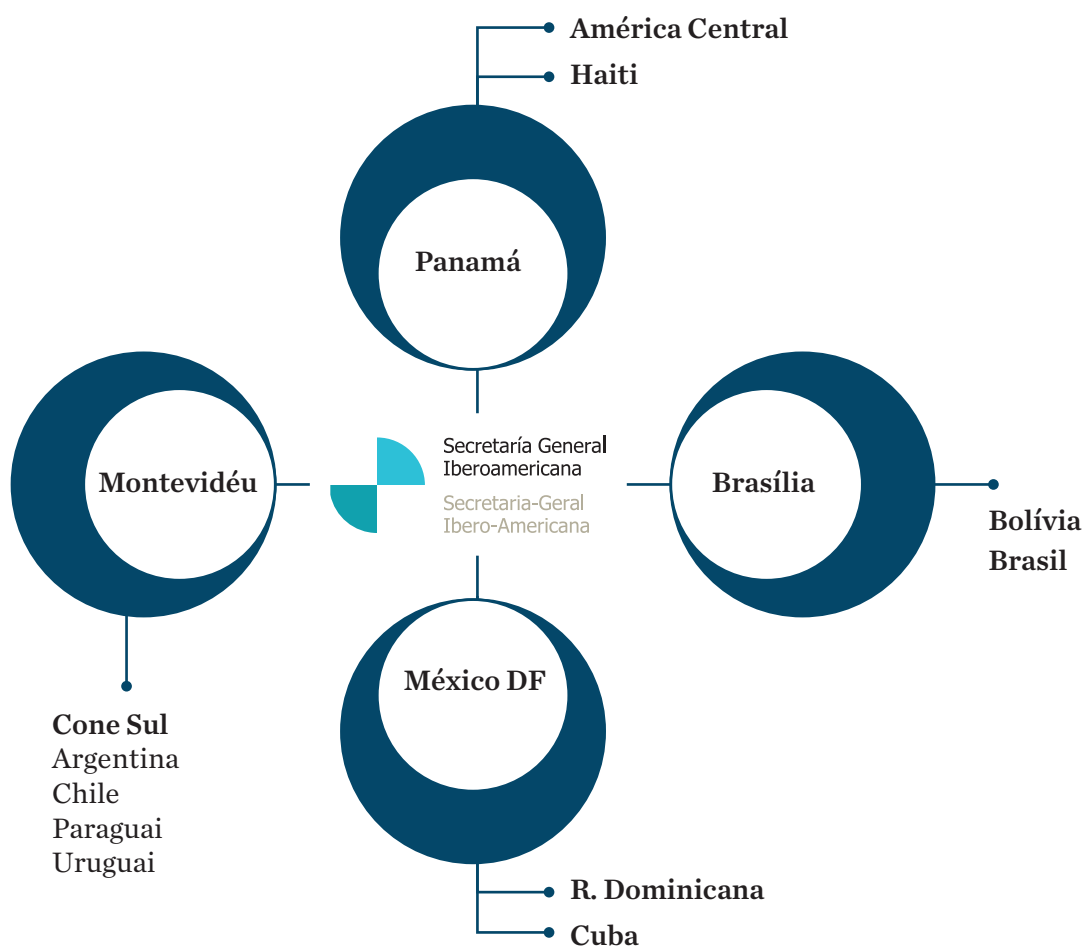 América Central
Haiti
Panamá
Montevidéu
Secretaría General
Iberoamericana
Secretaria-Geral
Ibero-Americana
Brasília
Bolívia
Brasil
México DF
Cone Sul
Argentina
Chile
Paraguai
Uruguai
R. Dominicana
Cuba